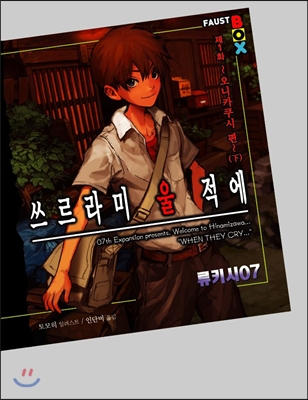 FAUST BOX
제1화 ~오니카쿠시 편~ (下)
쓰르라미 울 적에
07th Expansion presents. Welcome to Hinamizawa...
"WHEN THEY CRY..."
류키시07
토모히 일러스트 / 인단비 옮김